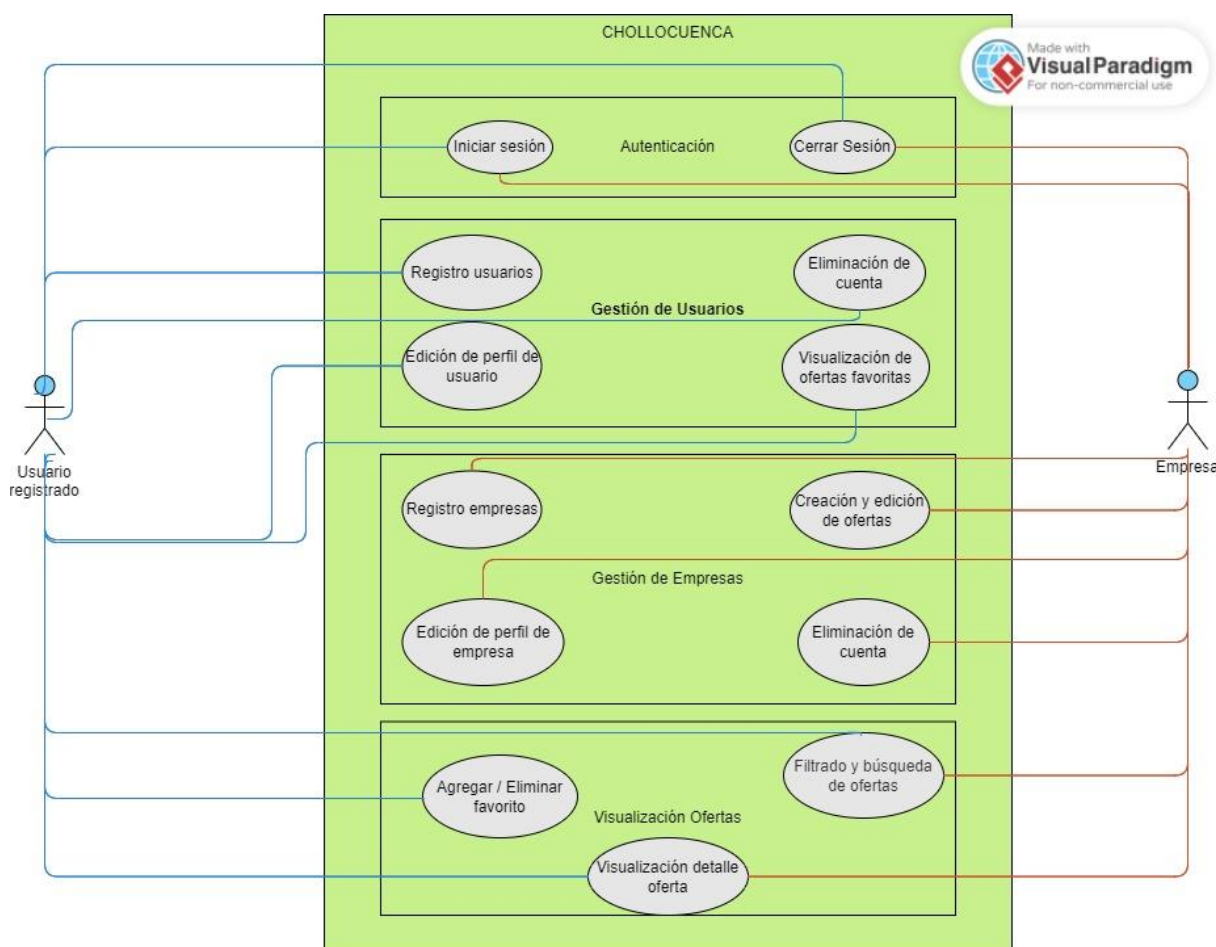 CHOLLOCUENCA
Made with
VisualParadigm
For non-commercial use
Iniciar sesión
Autenticación
Cerrar Sesión
Registro usuarios
Eliminación de
cuenta
Gestión de Usuarios
Edición de perfil de
usuario
Visualización de
ofertas favoritas
Usuario
registrado
Empresa
Registro empresas
Creación y edición
de ofertas
Gestión de Empresas
Edición de perfil de
empresa
Eliminación de
cuenta
Filtrado y búsqueda
de ofertas
Agregar / Eliminar
favorito
Visualización Ofertas
Visualización detalle
oferta